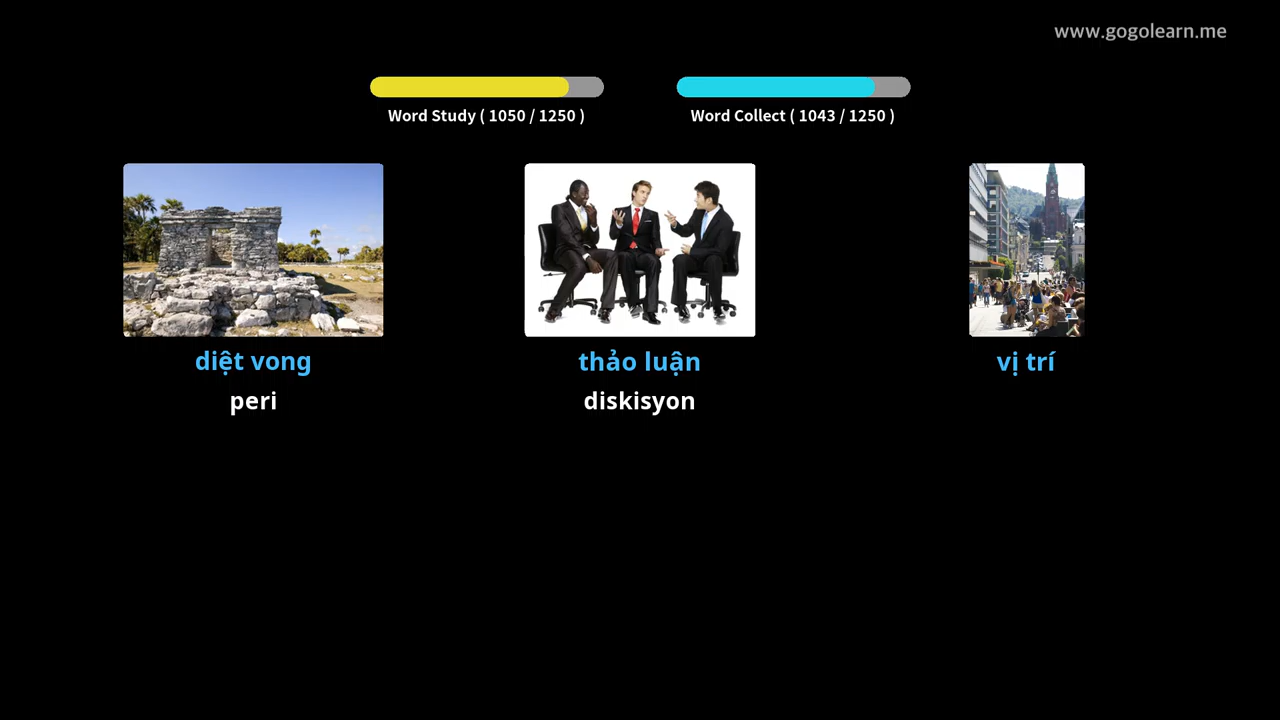 www.gogolearn.me
Word Study ( 1050 / 1250 )
Word Collect ( 1043 / 1250 )
diệt vong
thảo luận
vị trí
peri
diskisyon